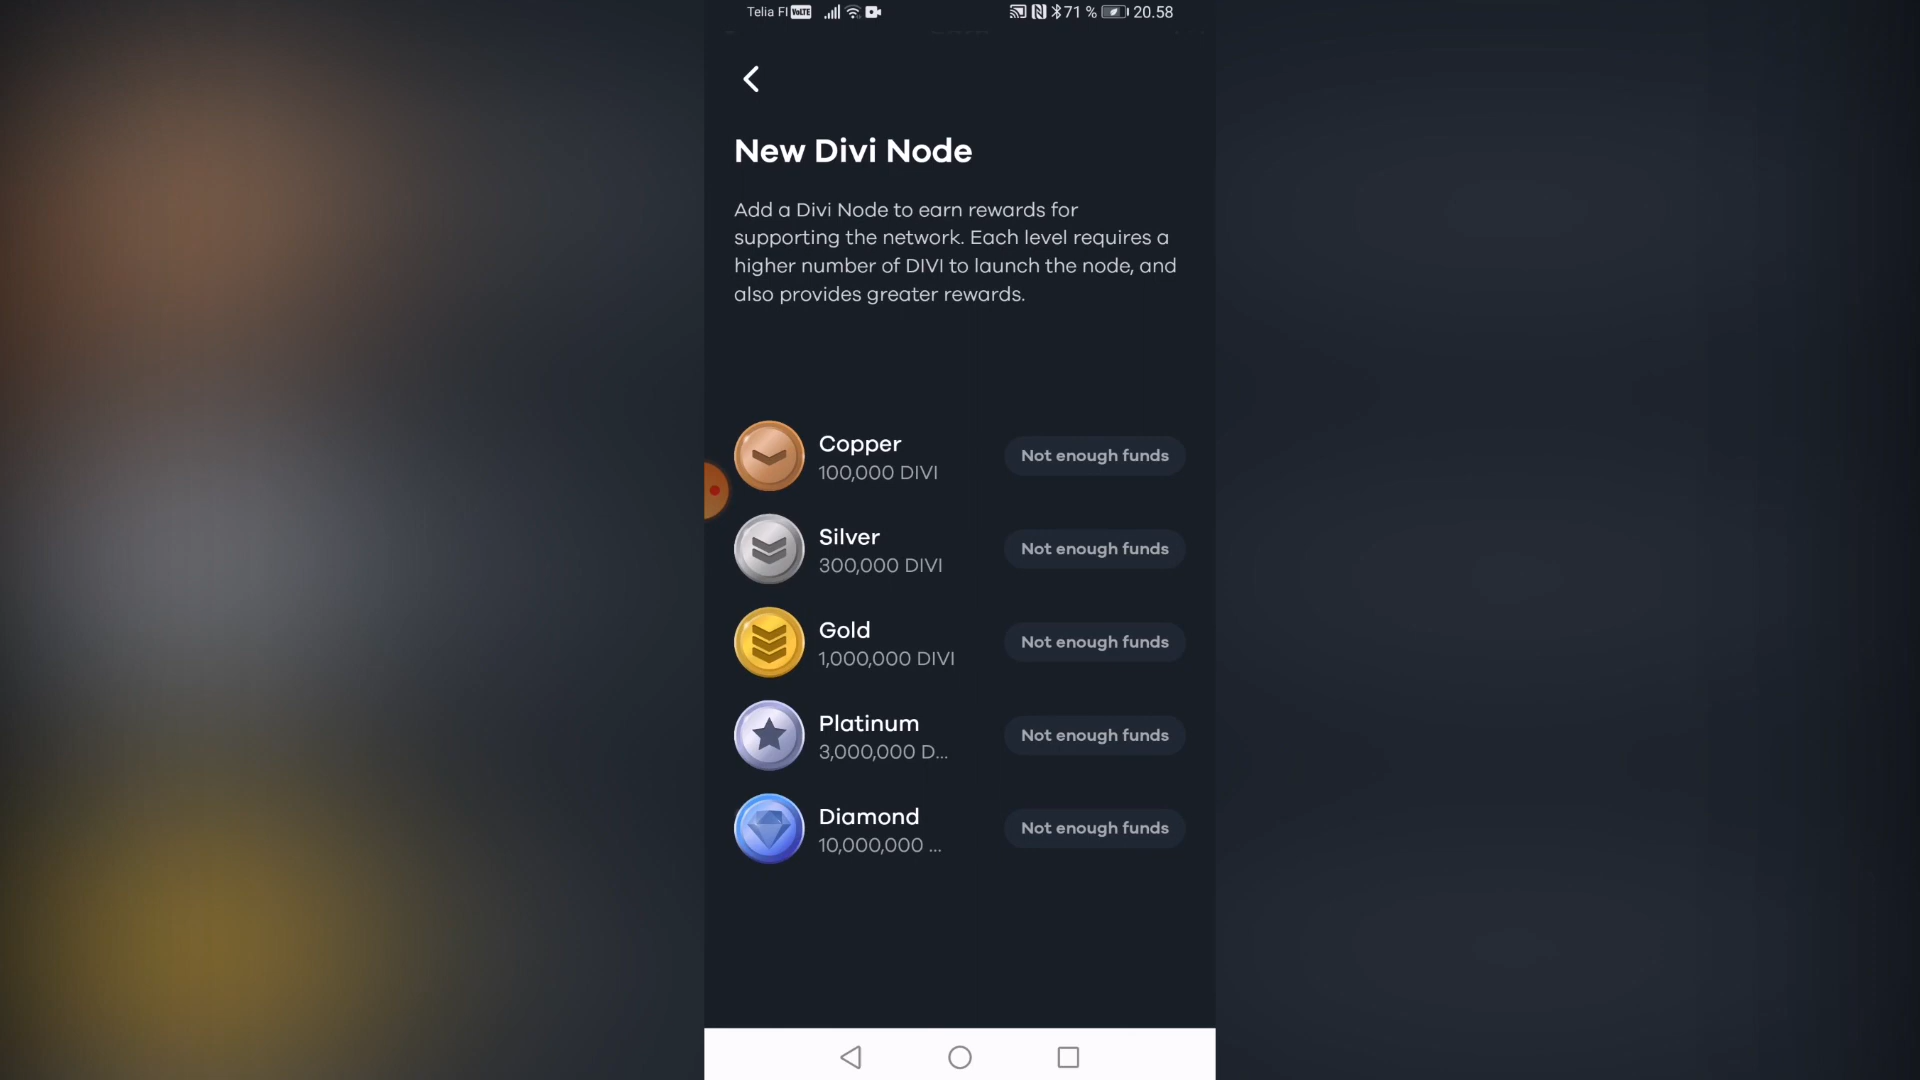 Telia FI VoLTE 71 % 20.58
New Divi Node
Add a Divi Node to earn rewards for
supporting the network. Each level requires a
higher number of DIVI to launch the node, and
also provides greater rewards.
Copper
100,000 DIVI
Not enough funds
Silver
300,000 DIVI
Not enough funds
Gold
1,000,000 DIVI
Not enough funds
Platinum
3,000,000 D...
Not enough funds
Diamond
10,000,000 ...
Not enough funds